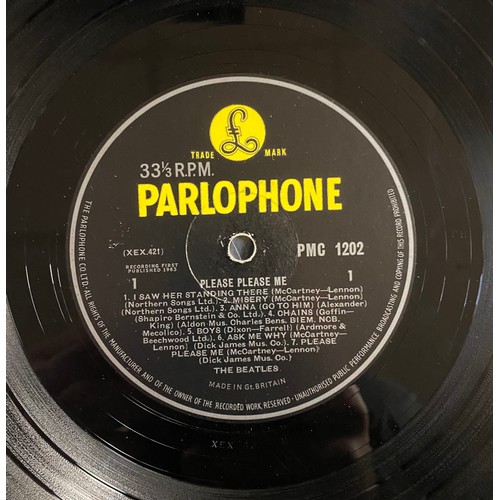 £
TRADE MARK
33⅓ R.P.M.
PARLOPHONE
(XEX.421)
PMC 1202
RECORDING FIRST
PUBLISHED 1963
1 PLEASE PLEASE ME 1
1. I SAW HER STANDING THERE (McCartney—Lennon)
(Northern Songs Ltd.). 2. MISERY (McCartney—Lennon)
(Northern Songs Ltd.) 3. ANNA (GO TO HIM) (Alexander)
(Shapiro Bernstein & Co. Ltd.) 4. CHAINS (Goffin—
King) (Aldon Mus. Charles Bens. BIEM. NOB.
Mecolico) 5. BOYS (Dixon—Farrell) (Ardmore &
Beechwood Ltd.) 6. ASK ME WHY (McCartney—Lennon)
(Dick James Mus. Co.) 7. PLEASE
PLEASE ME (McCartney—Lennon)
(Dick James Mus. Co.)
THE BEATLES
MADE IN Gt. BRITAIN
THE PARLOPHONE CO LTD.-ALL RIGHTS OF THE MANUFACTURER AND OF THE OWNER OF THE RECORDED WORK RESERVED. UNAUTHORISED PUBLIC PERFORMANCE BROADCASTING AND COPYING OF THIS RECORD PROHIBITED
XEX